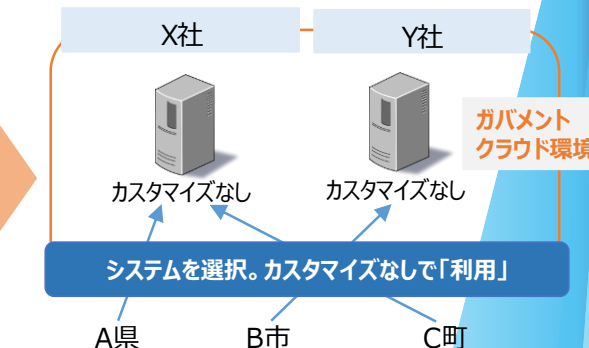 X社
Y社
ガバメント
クラウド環境
カスタマイズなし
カスタマイズなし
システムを選択。カスタマイズなしで「利用」
A県
B市
C町